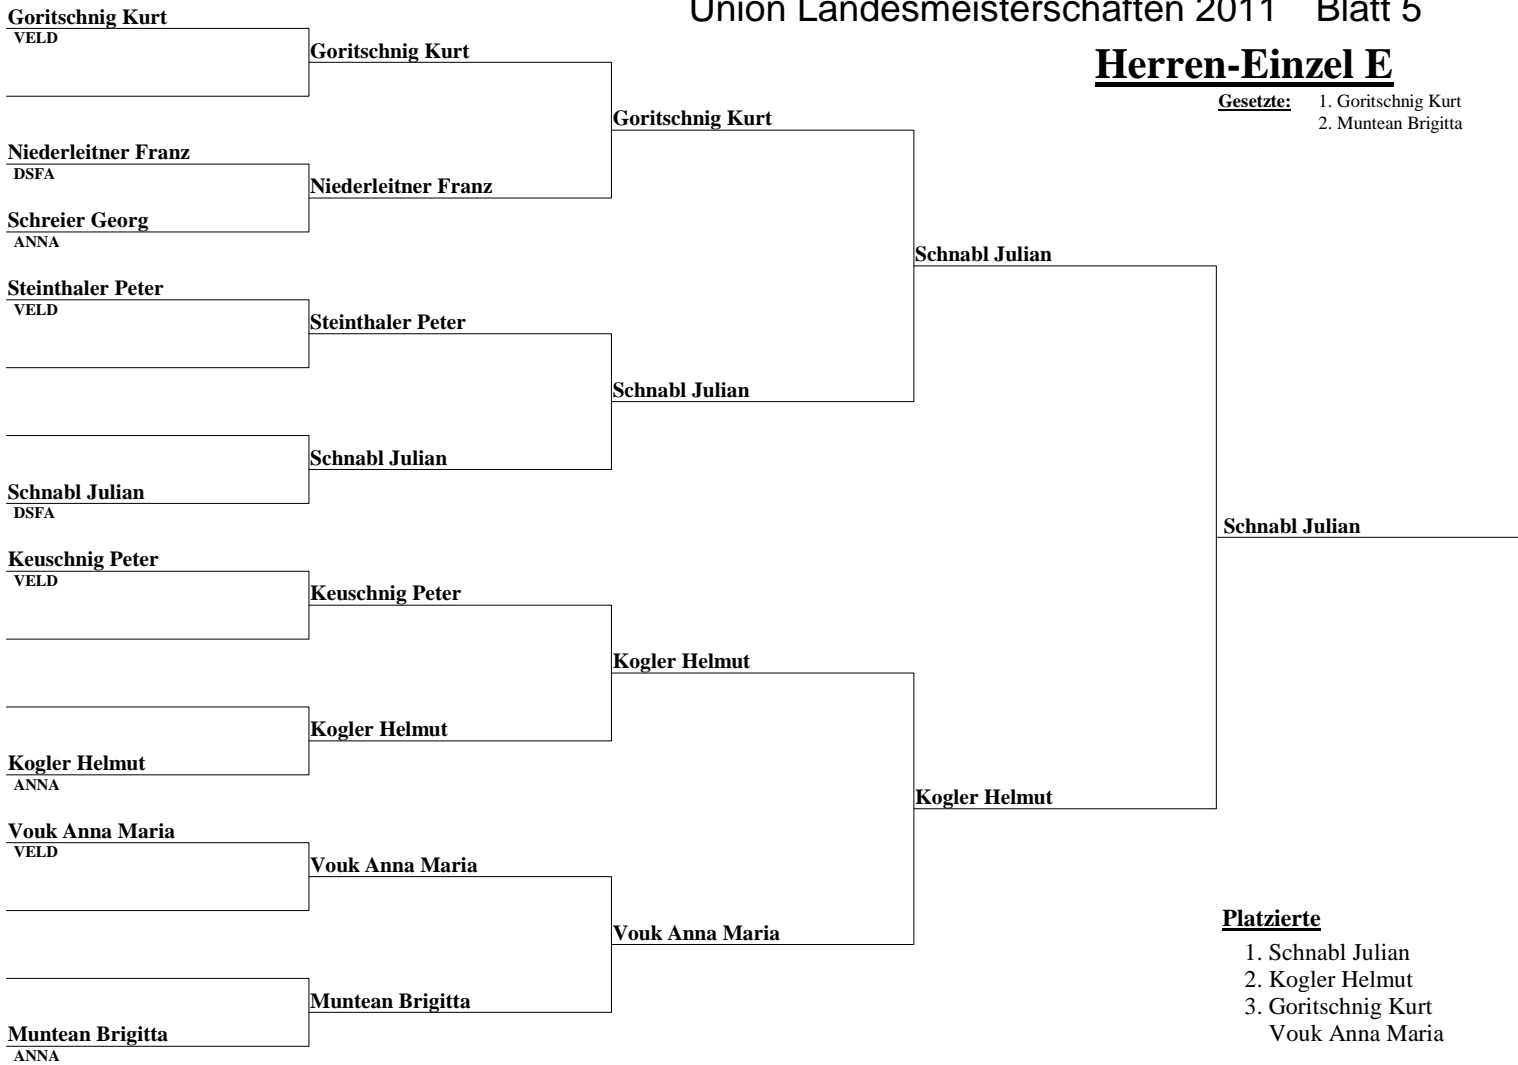 Union Landesmeisterschaften 2011 Blatt 5
Herren-Einzel E
Gesetzte: 1. Goritschnig Kurt
2. Muntean Brigitta
Goritschnig Kurt
VELD
Niederleitner Franz
DSFA
Schreier Georg
ANNA
Steinthaler Peter
VELD
Schnabl Julian
DSFA
Keuschnig Peter
VELD
Kogler Helmut
ANNA
Vouk Anna Maria
VELD
Muntean Brigitta
ANNA
Goritschnig Kurt
Niederleitner Franz
Steinthaler Peter
Schnabl Julian
Keuschnig Peter
Kogler Helmut
Vouk Anna Maria
Muntean Brigitta
Goritschnig Kurt
Schnabl Julian
Kogler Helmut
Vouk Anna Maria
Schnabl Julian
Kogler Helmut
Schnabl Julian
Platzierte
1. Schnabl Julian
2. Kogler Helmut
3. Goritschnig Kurt
Vouk Anna Maria